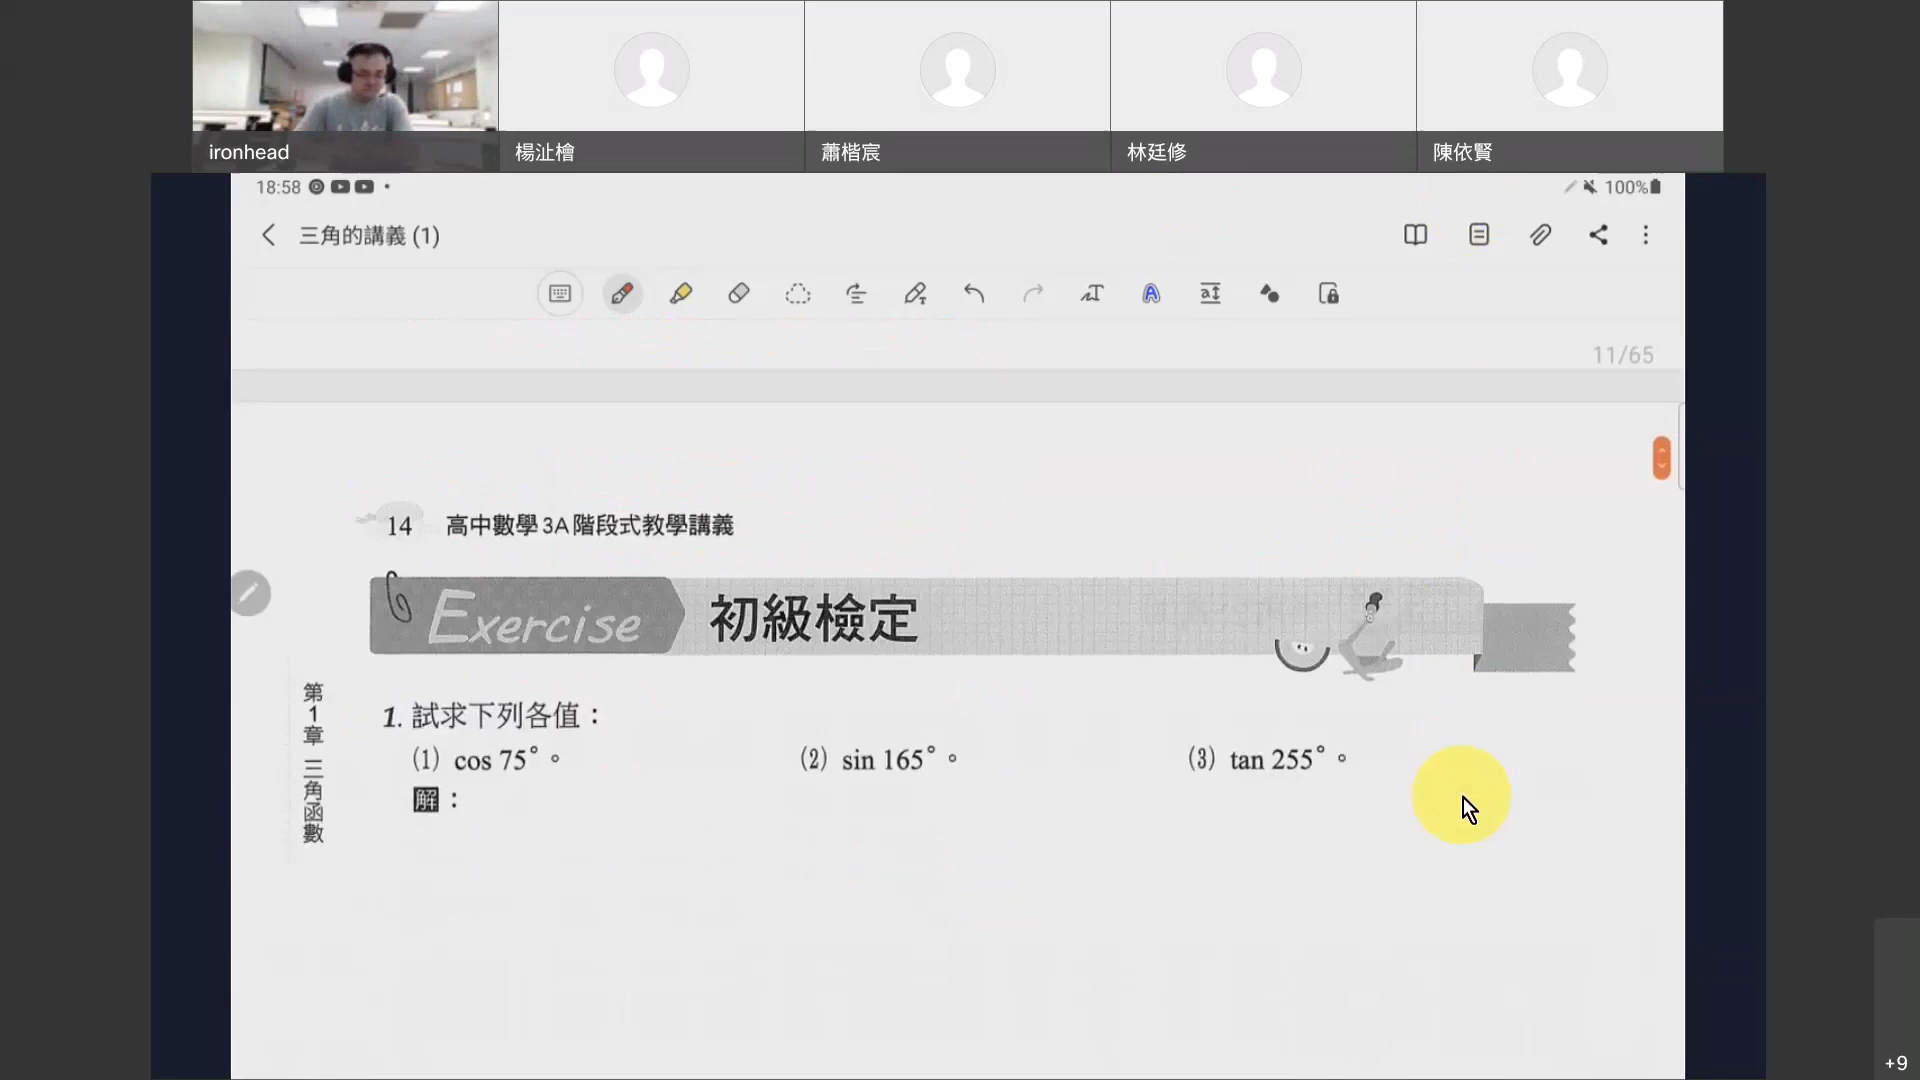 ironhead
楊沚檜
蕭楷宸
林廷修
陳依賢
18:58
100%
三角的講義 (1)
11/65
14 高中數學 3A 階段式教學講義
Exercise 初級檢定
第1章 三角函數
1. 試求下列各值：
(1) cos 75°。 (2) sin 165°。 (3) tan 255°。
解：
+9